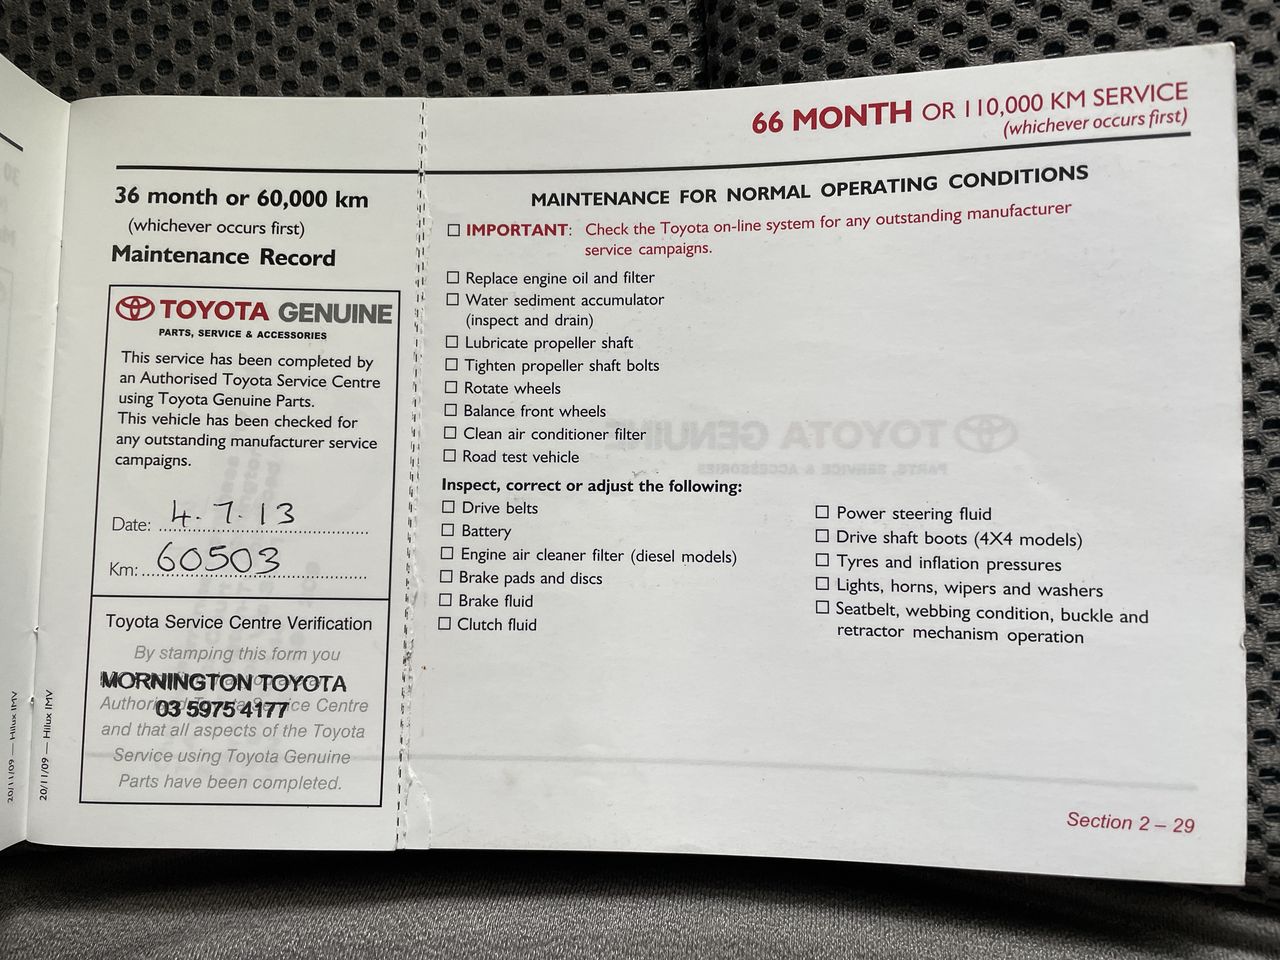 66 MONTH OR 110,000 KM SERVICE
(whichever occurs first)
36 month or 60,000 km
(whichever occurs first)
Maintenance Record
TOYOTA GENUINE
PARTS, SERVICE & ACCESSORIES
This service has been completed by
an Authorised Toyota Service Centre
using Toyota Genuine Parts.
This vehicle has been checked for
any outstanding manufacturer service
campaigns.
Date: 4.7.13
Km: 60503
Toyota Service Centre Verification
By stamping this form you
MORNINGTON TOYOTA
Authorised Toyota Service Centre
03 5975 4177
and that all aspects of the Toyota
Service using Toyota Genuine
Parts have been completed.
20/11/09 — Hilux IMV
20/11/09 — Hilux IMV
MAINTENANCE FOR NORMAL OPERATING CONDITIONS
IMPORTANT: Check the Toyota on-line system for any outstanding manufacturer
service campaigns.
Replace engine oil and filter
Water sediment accumulator
(inspect and drain)
Lubricate propeller shaft
Tighten propeller shaft bolts
Rotate wheels
Balance front wheels
Clean air conditioner filter
Road test vehicle
Inspect, correct or adjust the following:
Drive belts
Battery
Engine air cleaner filter (diesel models)
Brake pads and discs
Brake fluid
Clutch fluid
Power steering fluid
Drive shaft boots (4X4 models)
Tyres and inflation pressures
Lights, horns, wipers and washers
Seatbelt, webbing condition, buckle and
retractor mechanism operation
Section 2 – 29